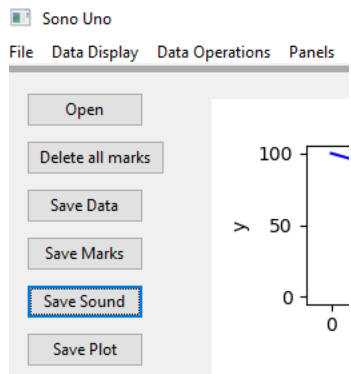 Sono Uno
File Data Display Data Operations Panels
Open
Delete all marks
Save Data
Save Marks
Save Sound
Save Plot
100
y
50
0
0